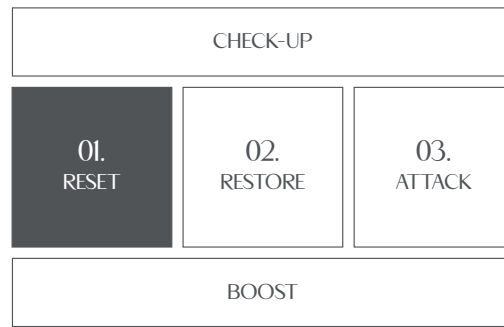 CHECK-UP
01.
RESET
02.
RESTORE
03.
ATTACK
BOOST